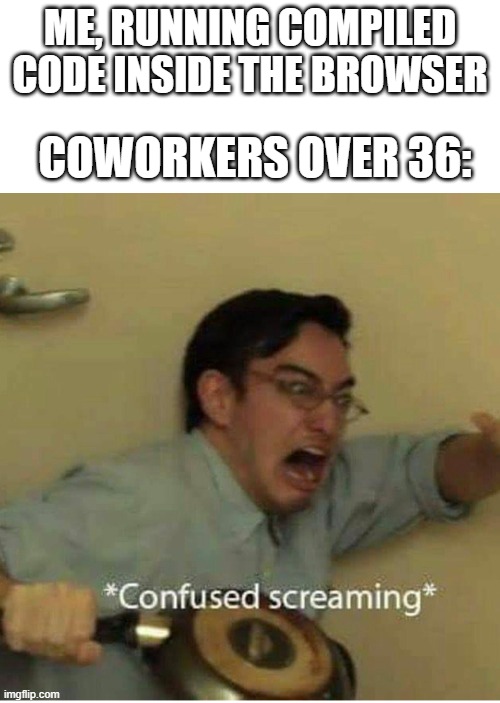 ME, RUNNING COMPILED
CODE INSIDE THE BROWSER
COWORKERS OVER 36:
*Confused screaming*
imgflip.com